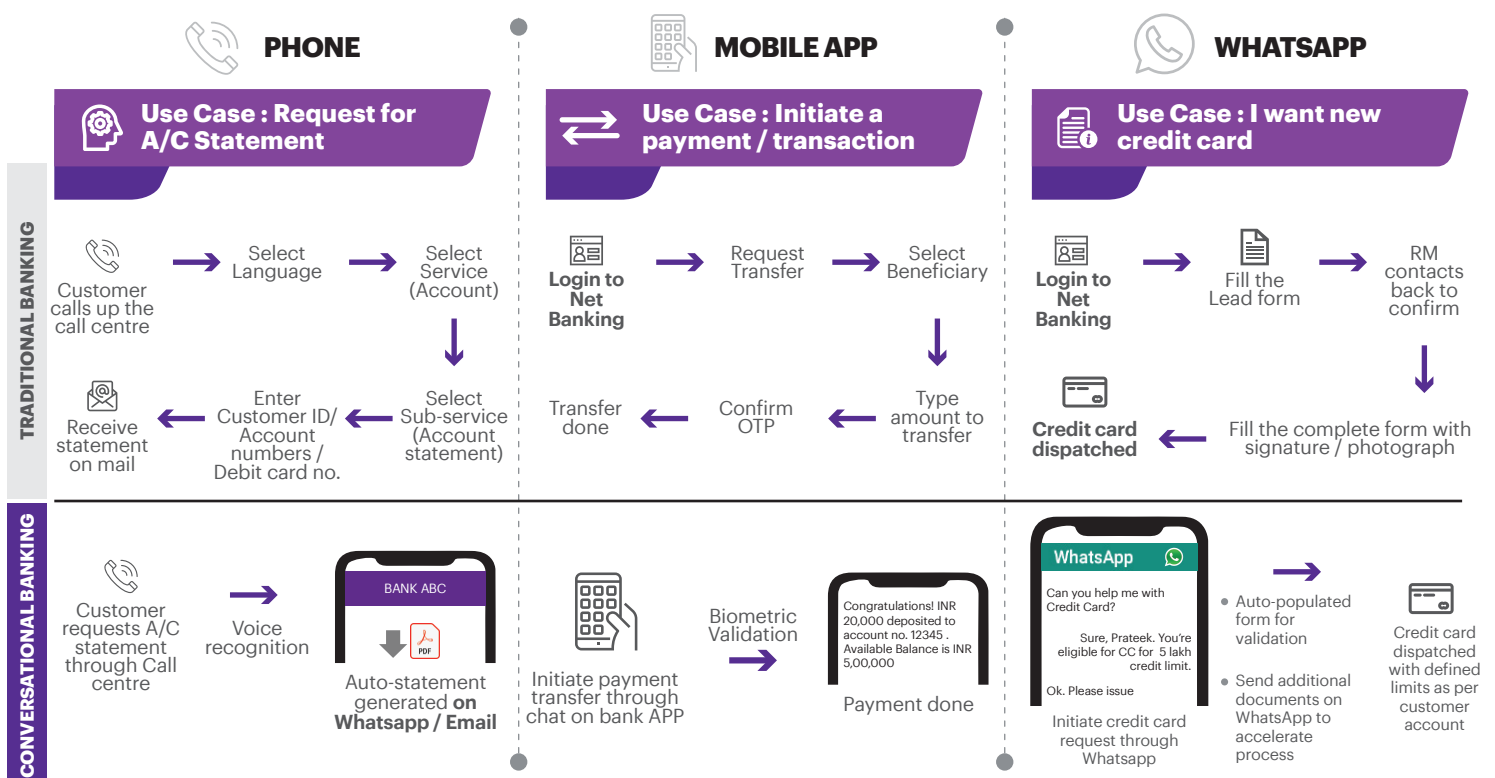 PHONE
MOBILE APP
WHATSAPP
Use Case : Request for
A/C Statement
Use Case : Initiate a
payment / transaction
Use Case : I want new
credit card
TRADITIONAL BANKING
Customer
calls up the
call centre
Select
Language
Select
Service
(Account)
Select
Sub-service
(Account
statement)
Enter
Customer ID/
Account
numbers /
Debit card no.
Receive
statement
on mail
Login to
Net
Banking
Request
Transfer
Select
Beneficiary
Type
amount to
transfer
Confirm
OTP
Transfer
done
Login to
Net
Banking
Fill the
Lead form
RM
contacts
back to
confirm
Fill the complete form with
signature / photograph
Credit card
dispatched
CONVERSATIONAL BANKING
Customer
requests A/C
statement
through Call
centre
Voice
recognition
BANK ABC
PDF
Auto-statement
generated on
Whatsapp / Email
Initiate payment
transfer through
chat on bank APP
Biometric
Validation
Congratulations! INR
20,000 deposited to
account no. 12345 .
Available Balance is INR
5,00,000
Payment done
WhatsApp
Can you help me with
Credit Card?
Sure, Prateek. You're
eligible for CC for 5 lakh
credit limit.
Ok. Please issue
Initiate credit card
request through
Whatsapp
• Auto-populated
form for
validation
• Send additional
documents on
WhatsApp to
accelerate
process
Credit card
dispatched
with defined
limits as per
customer
account